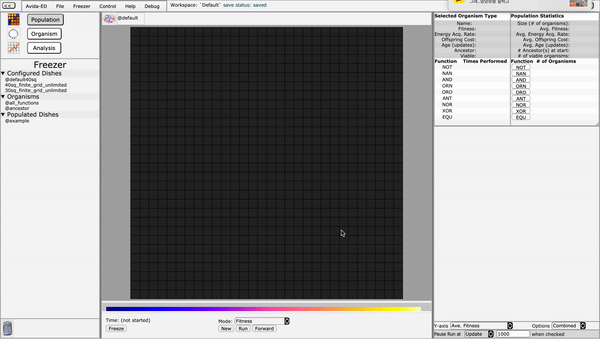 << Avida-ED File Freezer Control Help Debug Workspace: `Default` save status: saved
Population
Organism
Analysis
Freezer
Configured Dishes
@default40sq
40sq_finite_grid_unlimited
30sq_finite_grid_unlimited
Organisms
@all_functions
@ancestor
Populated Dishes
@example
@default
Time: (not started)
Freeze
Mode: Fitness
New Run Forward
Selected Organism Type
Name:
Fitness:
Energy Acq. Rate:
Offspring Cost:
Age (updates):
Ancestor:
Viable:
Function Times Performed
NOT
NAN
AND
ORN
ORO
ANT
NOR
XOR
EQU
Population Statistics
Size (# of organisms):
Avg. Fitness:
Avg. Energy Acq. Rate:
Avg. Offspring Cost:
Avg. Age (updates):
# Ancestor(s) at start:
# of viable organisms:
Function # of Organisms
NOT
NAN
AND
ORN
ORO
ANT
NOR
XOR
EQU
Y-axis Ave. Fitness Options Combined
Pause Run at Update 1000 when checked